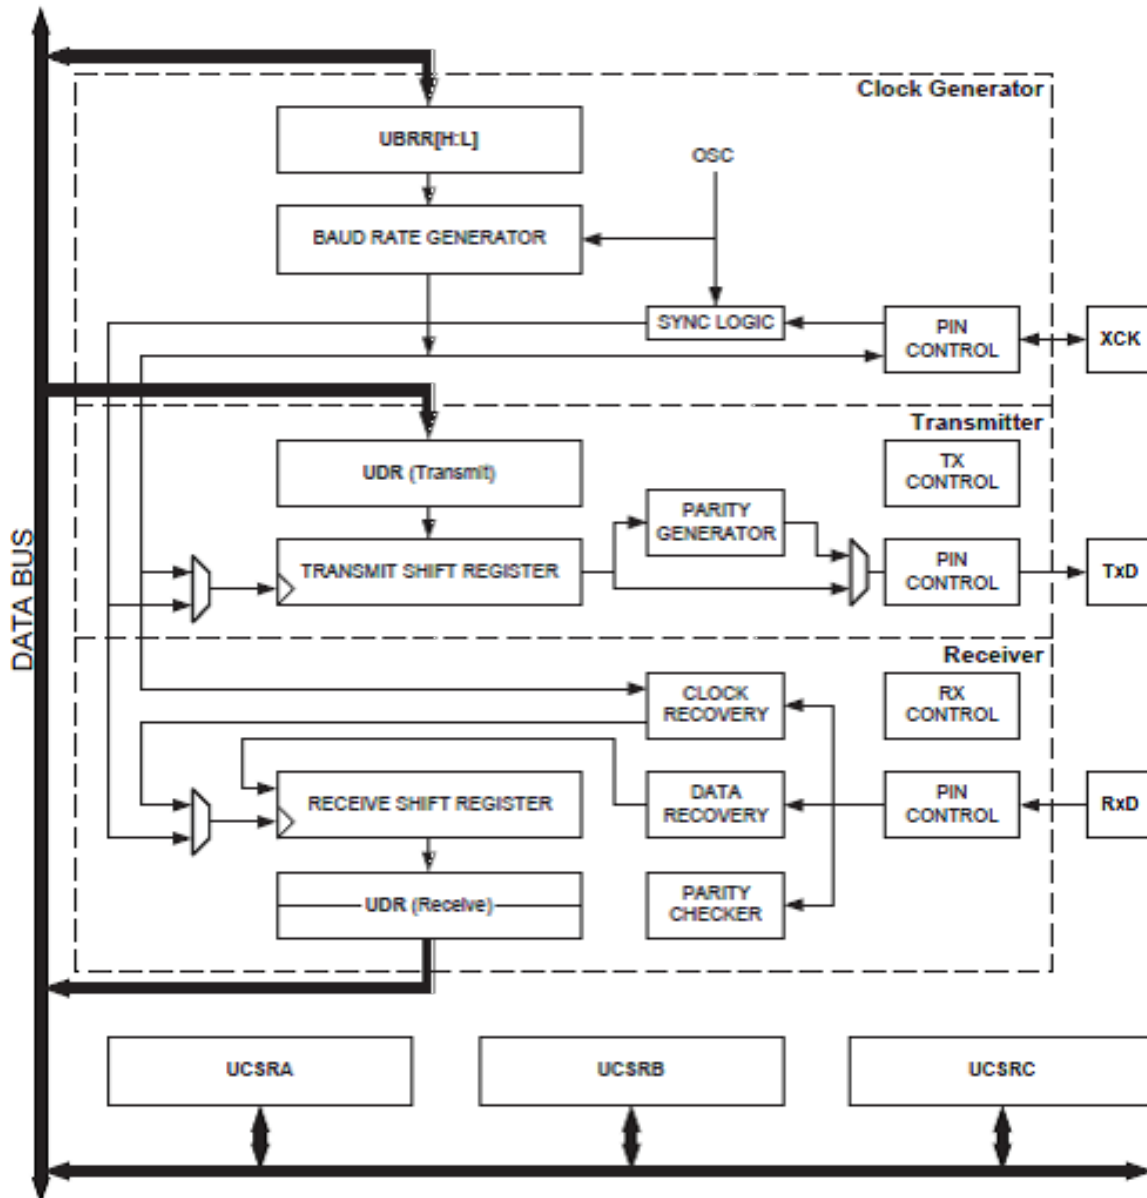 Clock Generator
UBRR[H:L]
OSC
BAUD RATE GENERATOR
SYNC LOGIC
PIN
CONTROL
XCK
Transmitter
UDR (Transmit)
TX
CONTROL
PARITY
GENERATOR
TRANSMIT SHIFT REGISTER
PIN
CONTROL
TxD
DATA BUS
Receiver
CLOCK
RECOVERY
RX
CONTROL
RECEIVE SHIFT REGISTER
DATA
RECOVERY
PIN
CONTROL
RxD
UDR (Receive)
PARITY
CHECKER
UCSRA
UCSRB
UCSRC